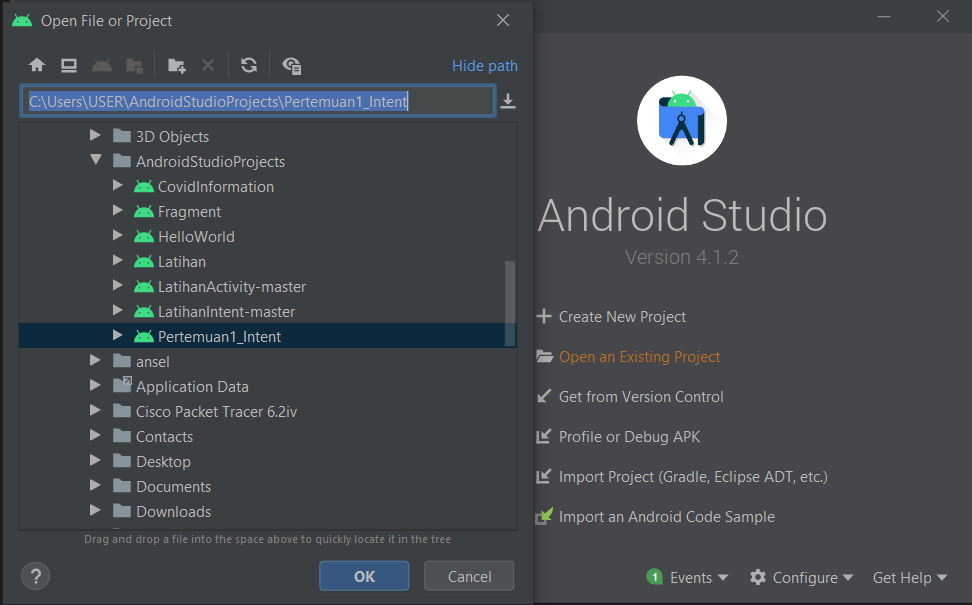 Open File or Project
Hide path
C:\Users\USER\AndroidStudioProjects\Pertemuan1_Intent
3D Objects
AndroidStudioProjects
CovidInformation
Fragment
HelloWorld
Latihan
LatihanActivity-master
LatihanIntent-master
Pertemuan1_Intent
ansel
Application Data
Cisco Packet Tracer 6.2iv
Contacts
Desktop
Documents
Downloads
Drag and drop a file into the space above to quickly locate it in the tree
?
OK
Cancel
Android Studio
Version 4.1.2
Create New Project
Open an Existing Project
Get from Version Control
Profile or Debug APK
Import Project (Gradle, Eclipse ADT, etc.)
Import an Android Code Sample
1 Events
Configure
Get Help